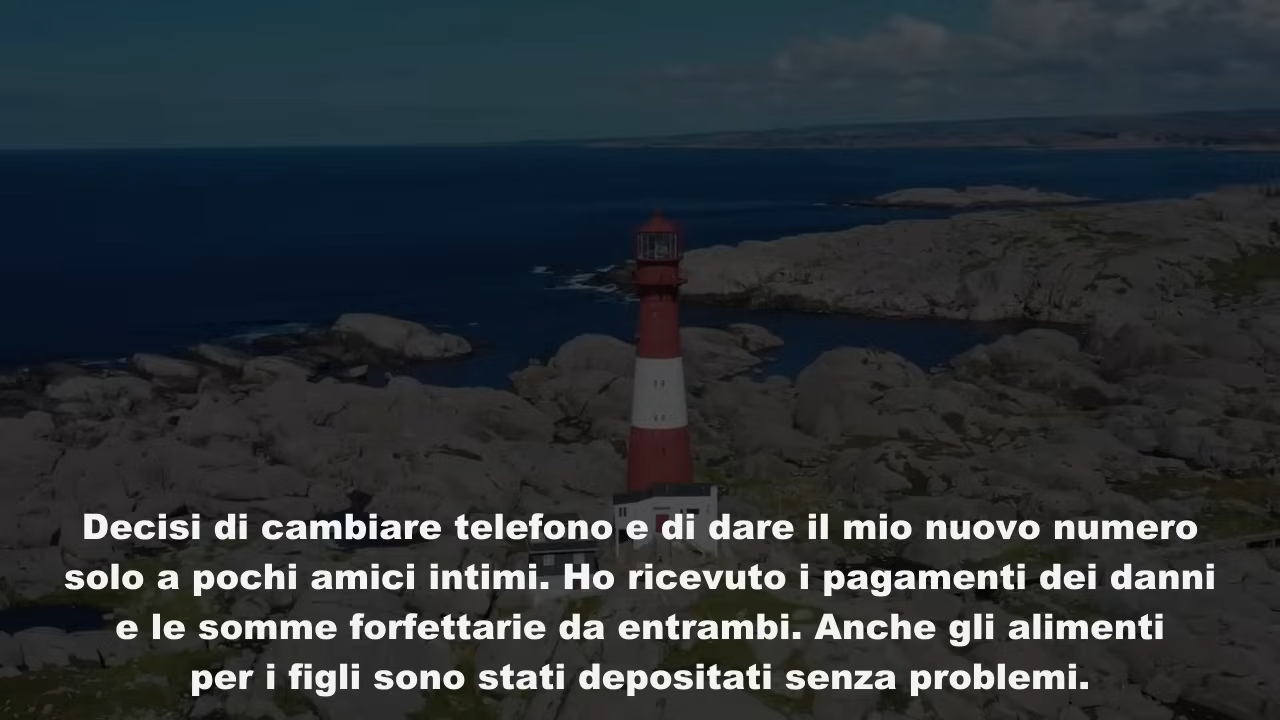 Decisi di cambiare telefono e di dare il mio nuovo numero
solo a pochi amici intimi. Ho ricevuto i pagamenti dei danni
e le somme forfettarie da entrambi. Anche gli alimenti
per i figli sono stati depositati senza problemi.